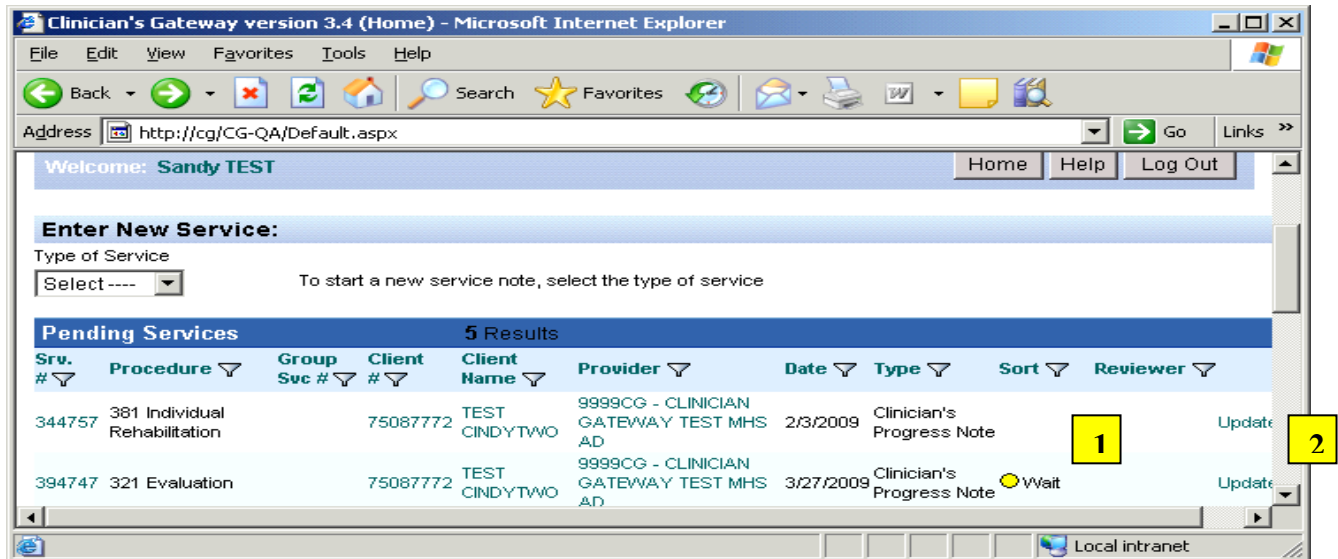 Clinician's Gateway version 3.4 (Home) - Microsoft Internet Explorer
File Edit View Favorites Tools Help
Back Search Favorites
Address http://cg/CG-QA/Default.aspx Go Links »
Welcome: Sandy TEST Home Help Log Out
Enter New Service:
Type of Service
Select ---- To start a new service note, select the type of service
Pending Services 5 Results
Srv. # Procedure Group Svc # Client # Client Name Provider Date Type Sort Reviewer
344757 381 Individual Rehabilitation 75087772 TEST CINDYTWO 9999CG - CLINICIAN GATEWAY TEST MHS AD 2/3/2009 Clinician's Progress Note Update
1
2
394747 321 Evaluation 75087772 TEST CINDYTWO 9999CG - CLINICIAN GATEWAY TEST MHS AD 3/27/2009 Clinician's Progress Note Wait Update
Local intranet